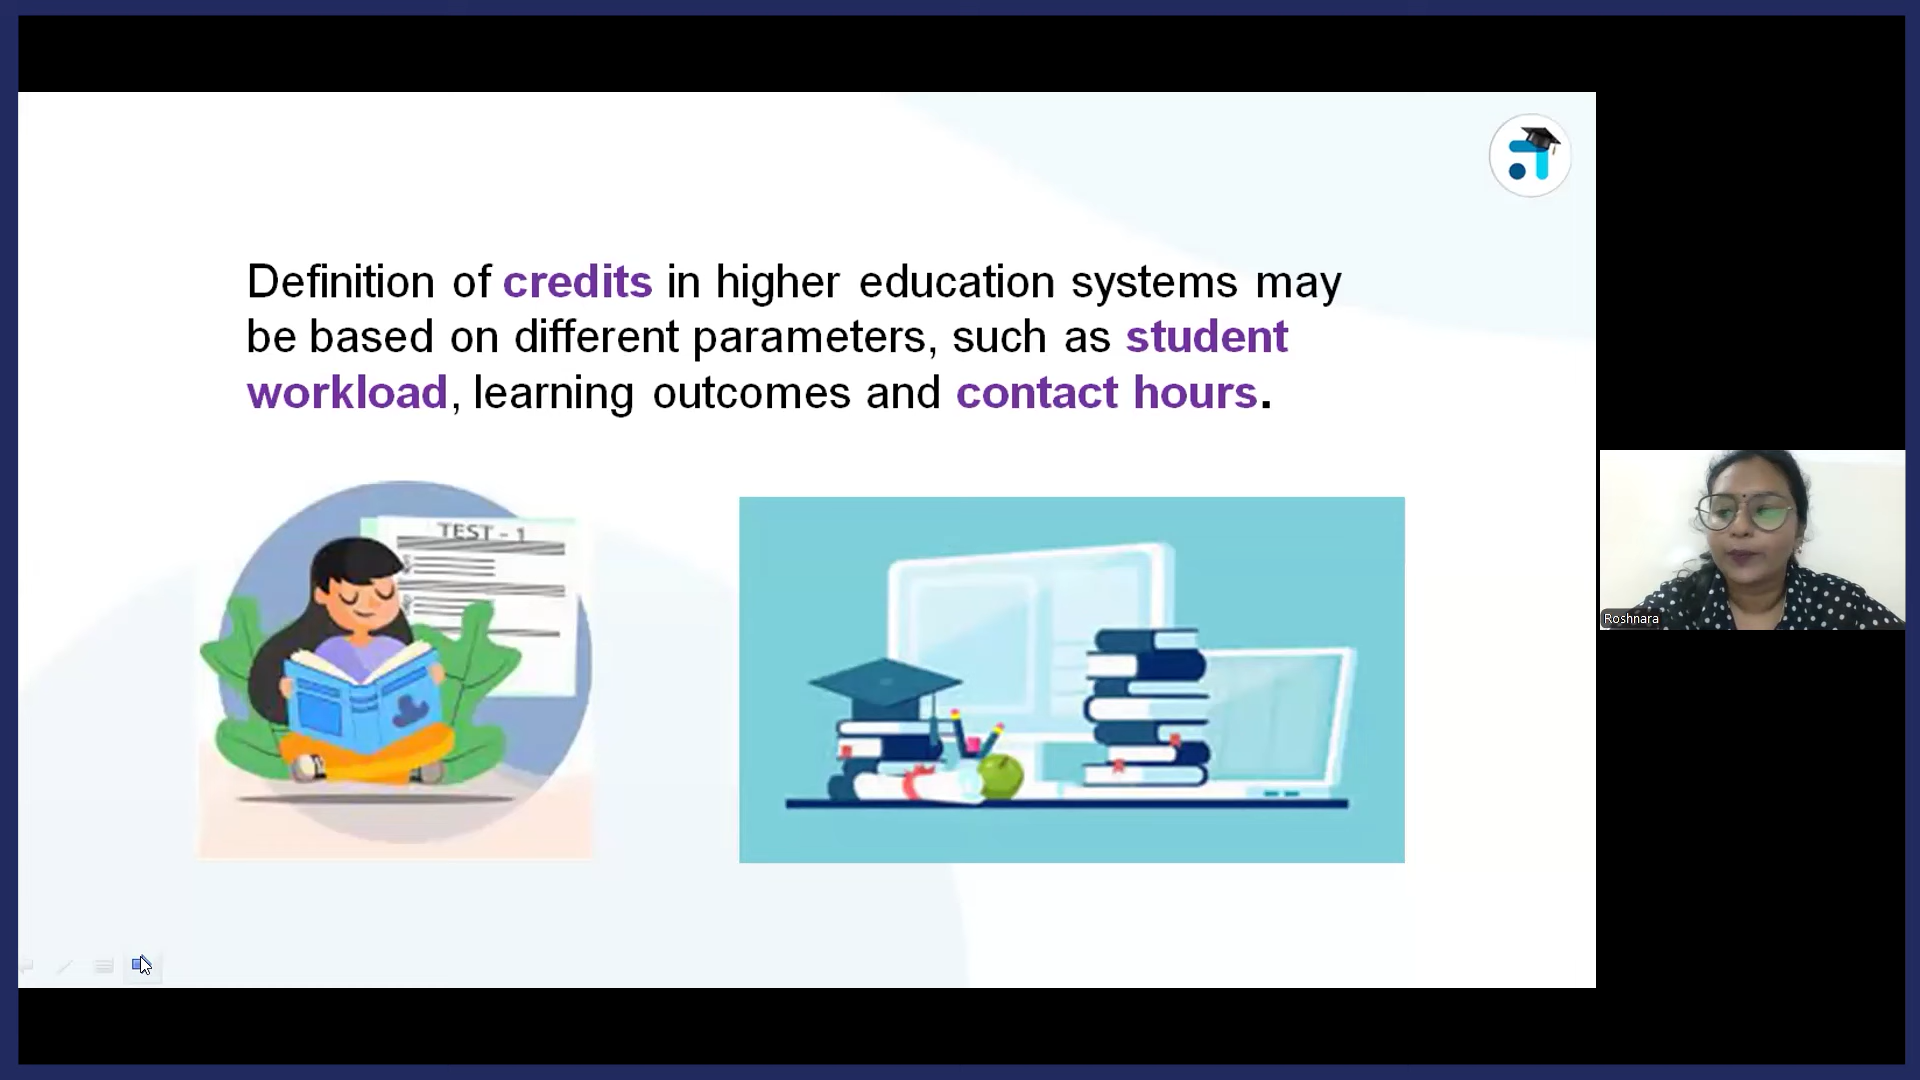 Definition of credits in higher education systems may
be based on different parameters, such as student
workload, learning outcomes and contact hours.
TEST - 1
Roshnara